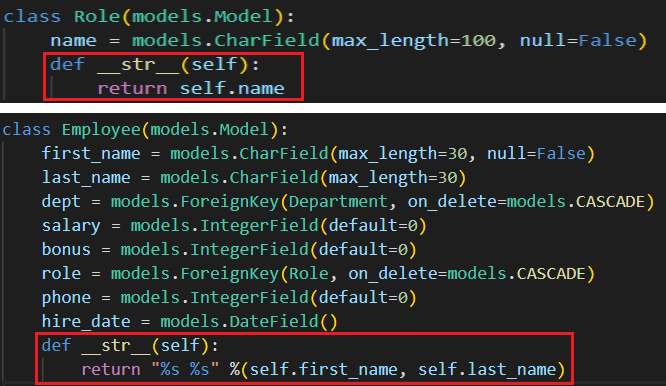 class Role(models.Model):
    name = models.CharField(max_length=100, null=False)
    def __str__(self):
        return self.name
class Employee(models.Model):
    first_name = models.CharField(max_length=30, null=False)
    last_name = models.CharField(max_length=30)
    dept = models.ForeignKey(Department, on_delete=models.CASCADE)
    salary = models.IntegerField(default=0)
    bonus = models.IntegerField(default=0)
    role = models.ForeignKey(Role, on_delete=models.CASCADE)
    phone = models.IntegerField(default=0)
    hire_date = models.DateField()
    def __str__(self):
        return "%s %s" %(self.first_name, self.last_name)